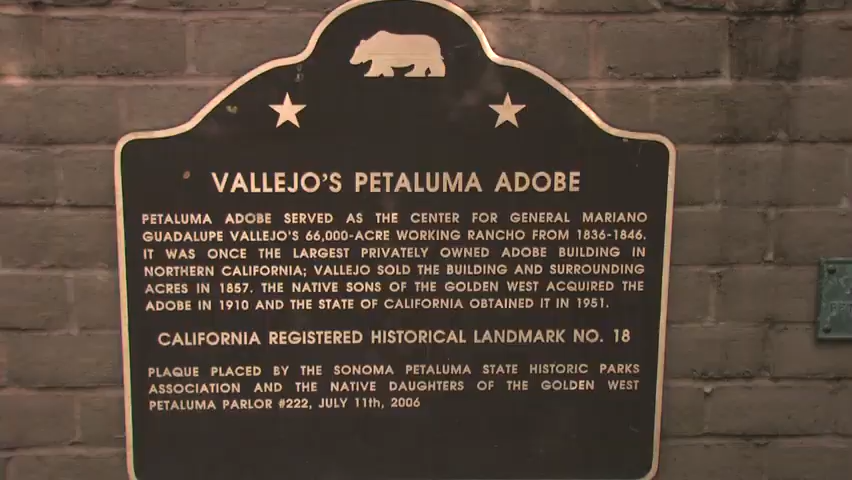 VALLEJO'S PETALUMA ADOBE
PETALUMA ADOBE SERVED AS THE CENTER FOR GENERAL MARIANO
GUADALUPE VALLEJO'S 66,000-ACRE WORKING RANCHO FROM 1836-1846.
IT WAS ONCE THE LARGEST PRIVATELY OWNED ADOBE BUILDING IN
NORTHERN CALIFORNIA; VALLEJO SOLD THE BUILDING AND SURROUNDING
ACRES IN 1857. THE NATIVE SONS OF THE GOLDEN WEST ACQUIRED THE
ADOBE IN 1910 AND THE STATE OF CALIFORNIA OBTAINED IT IN 1951.
CALIFORNIA REGISTERED HISTORICAL LANDMARK NO. 18
PLAQUE PLACED BY THE SONOMA PETALUMA STATE HISTORIC PARKS
ASSOCIATION AND THE NATIVE DAUGHTERS OF THE GOLDEN WEST
PETALUMA PARLOR #222, JULY 11th, 2006